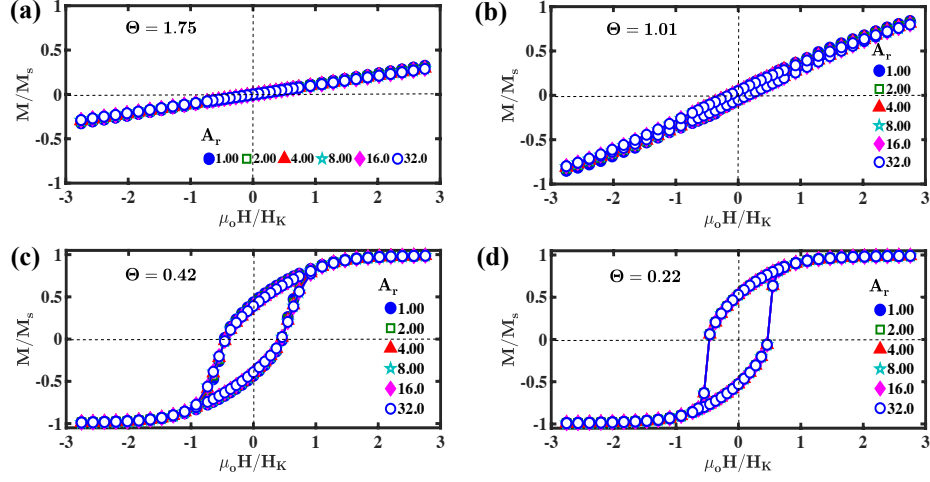 (a)
Θ = 1.75
M/Ms
1
0.5
0
-0.5
-1
Ar
1.00 2.00 4.00 8.00 16.0 32.0
-3 -2 -1 0 1 2 3
μoH/HK
(b)
Θ = 1.01
M/Ms
1
0.5
0
-0.5
-1
Ar
1.00
2.00
4.00
8.00
16.0
32.0
-3 -2 -1 0 1 2 3
μoH/HK
(c)
Θ = 0.42
M/Ms
1
0.5
0
-0.5
-1
Ar
1.00
2.00
4.00
8.00
16.0
32.0
-3 -2 -1 0 1 2 3
μoH/HK
(d)
Θ = 0.22
M/Ms
1
0.5
0
-0.5
-1
Ar
1.00
2.00
4.00
8.00
16.0
32.0
-3 -2 -1 0 1 2 3
μoH/HK